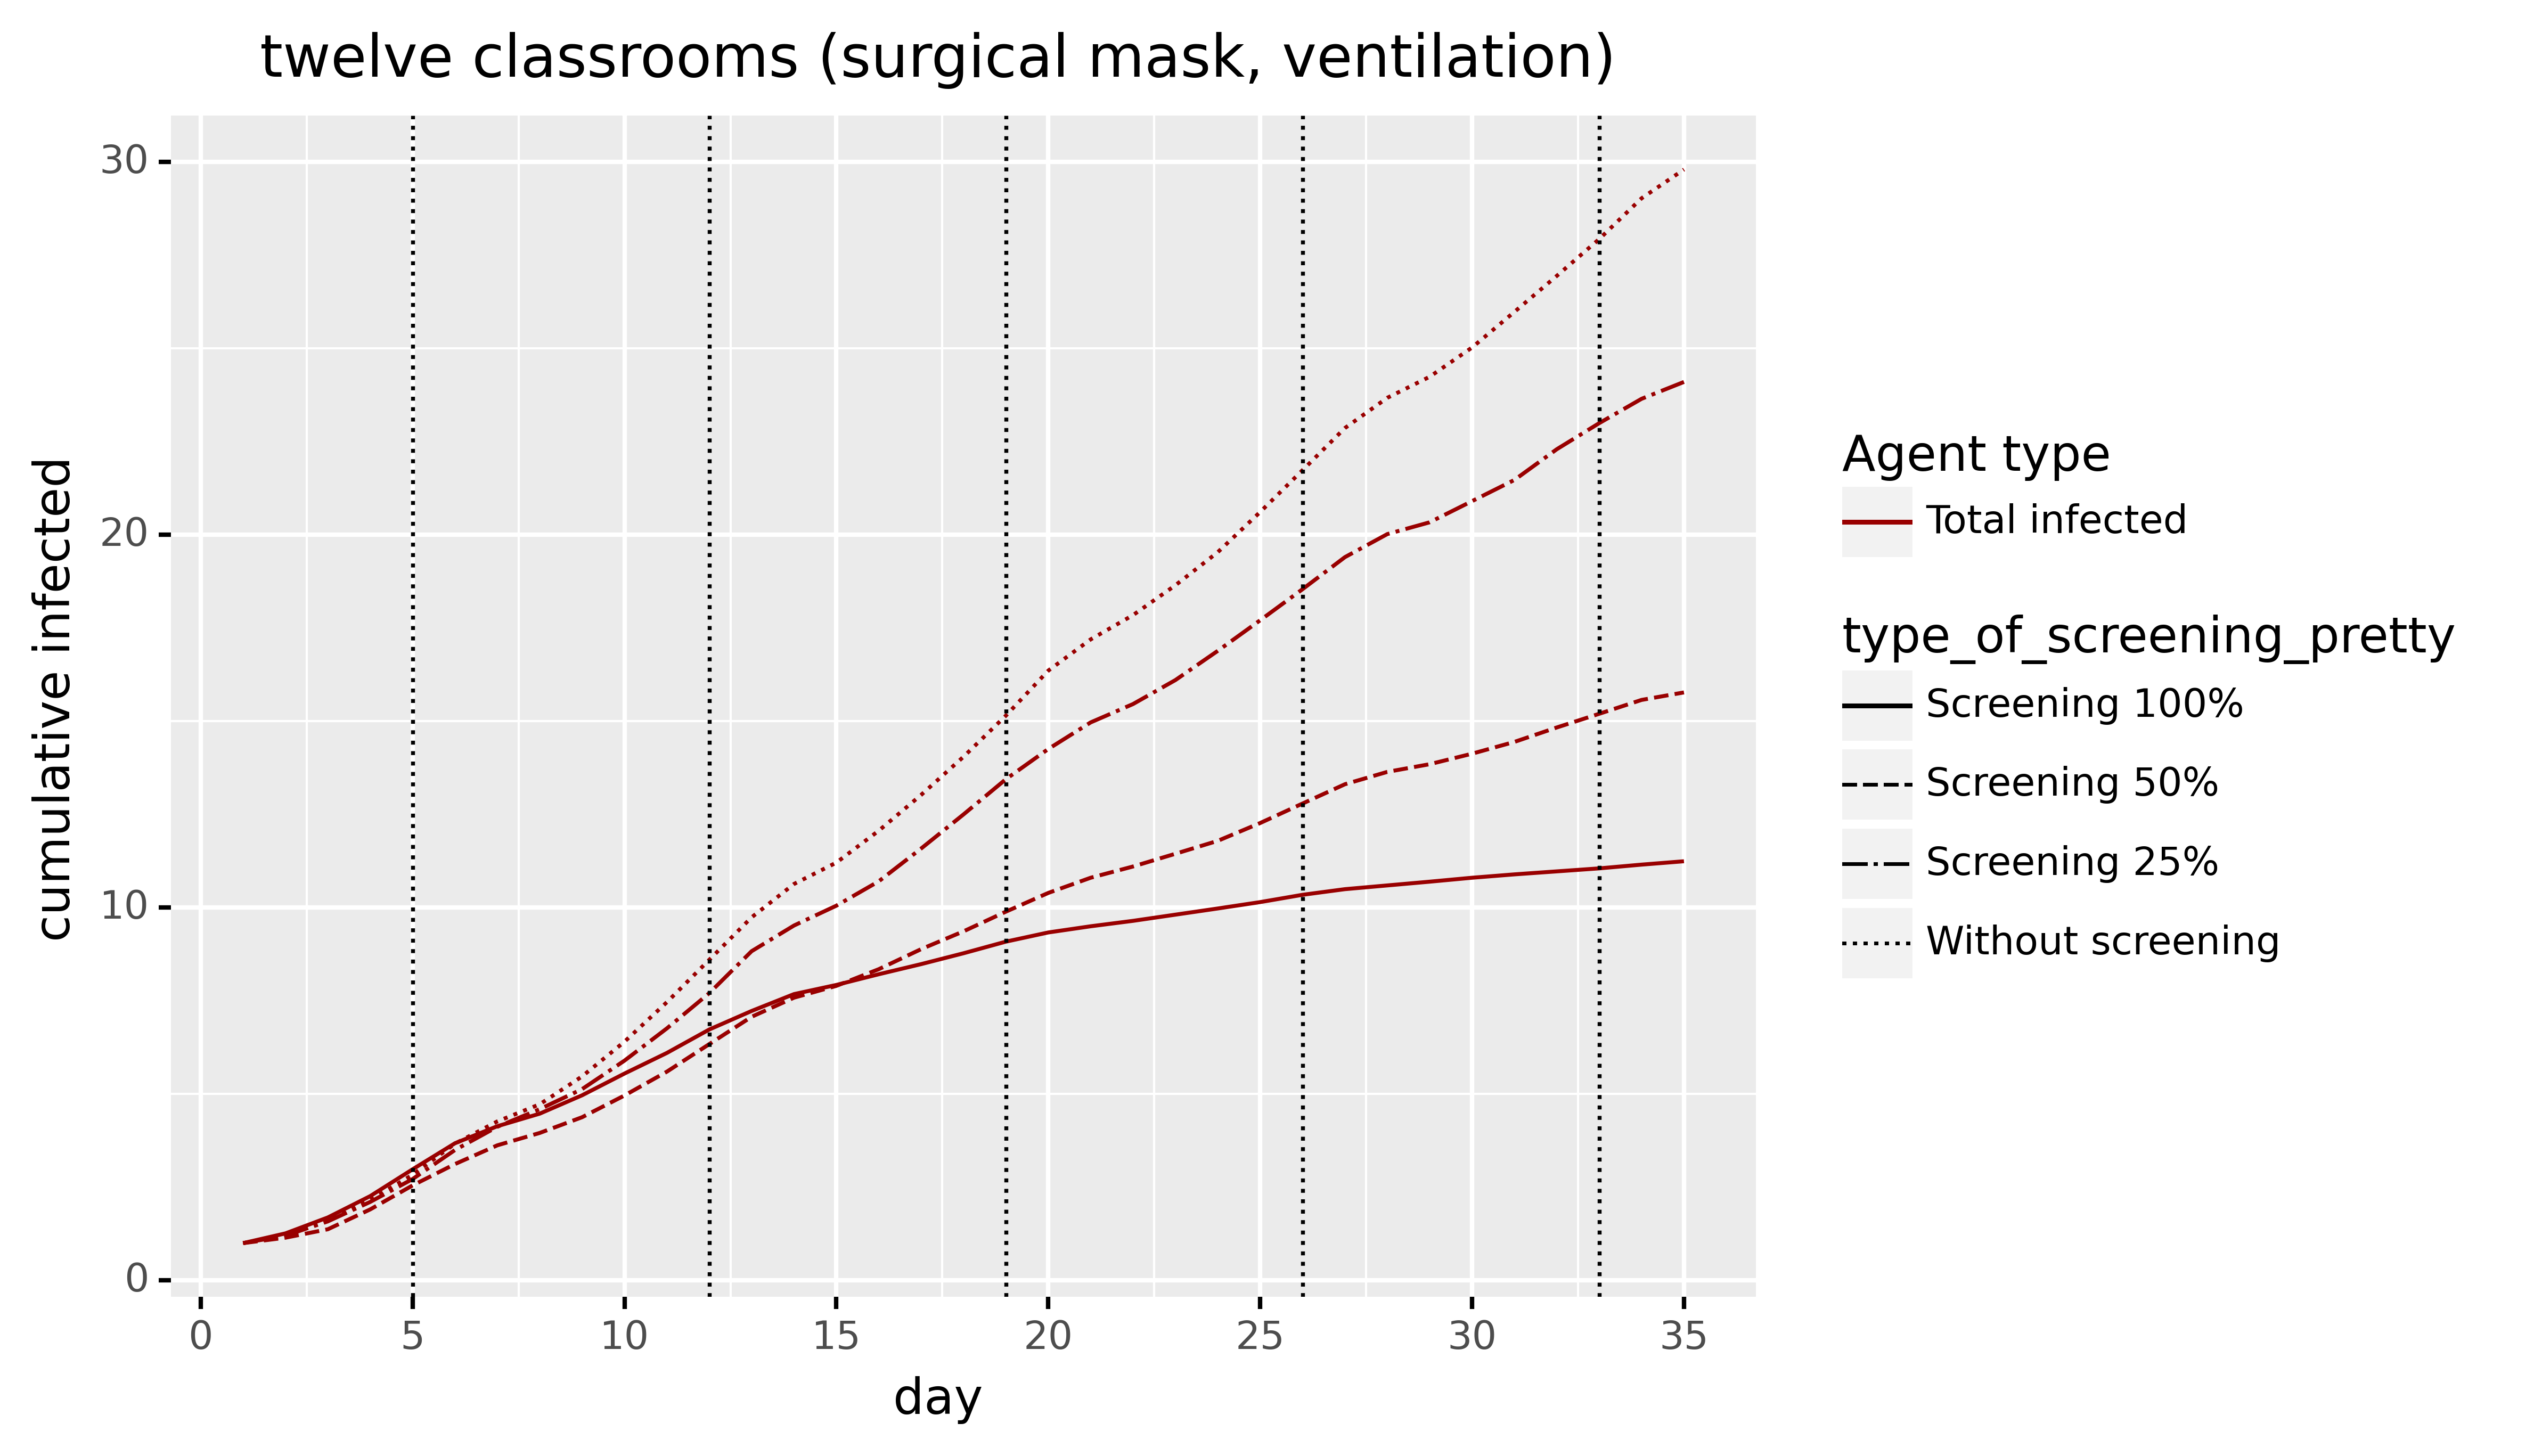 twelve classrooms (surgical mask, ventilation)
30
20
10
0
cumulative infected
0 5 10 15 20 25 30 35
day
Agent type
Total infected
type_of_screening_pretty
Screening 100%
Screening 50%
Screening 25%
Without screening